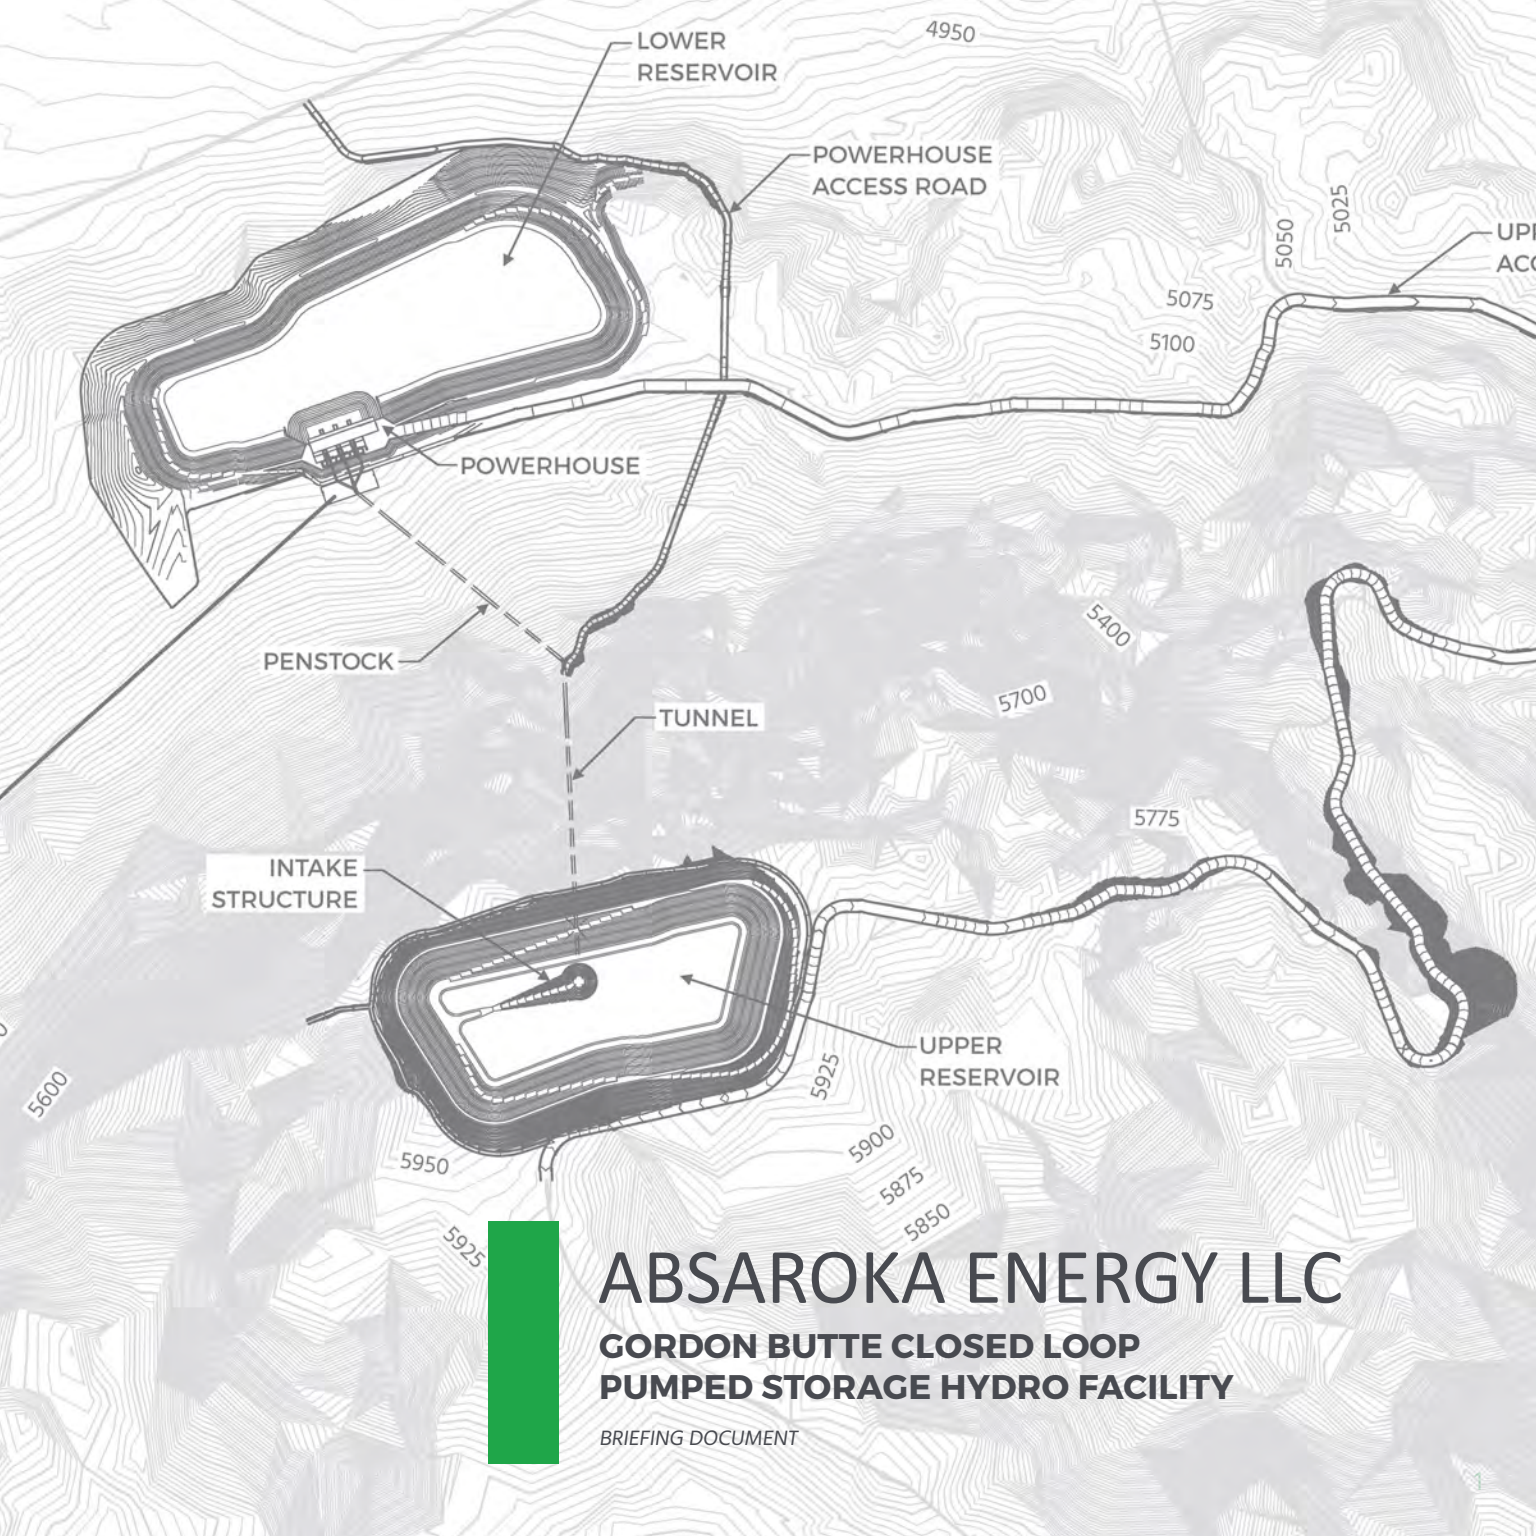 4950
LOWER
RESERVOIR
POWERHOUSE
ACCESS ROAD
5025
5050
5075
5100
POWERHOUSE
5400
PENSTOCK
5700
TUNNEL
5775
INTAKE
STRUCTURE
UPPER
RESERVOIR
5600
5925
5900
5950
5875
5850
5925
ABSAROKA ENERGY LLC
GORDON BUTTE CLOSED LOOP
PUMPED STORAGE HYDRO FACILITY
BRIEFING DOCUMENT
1